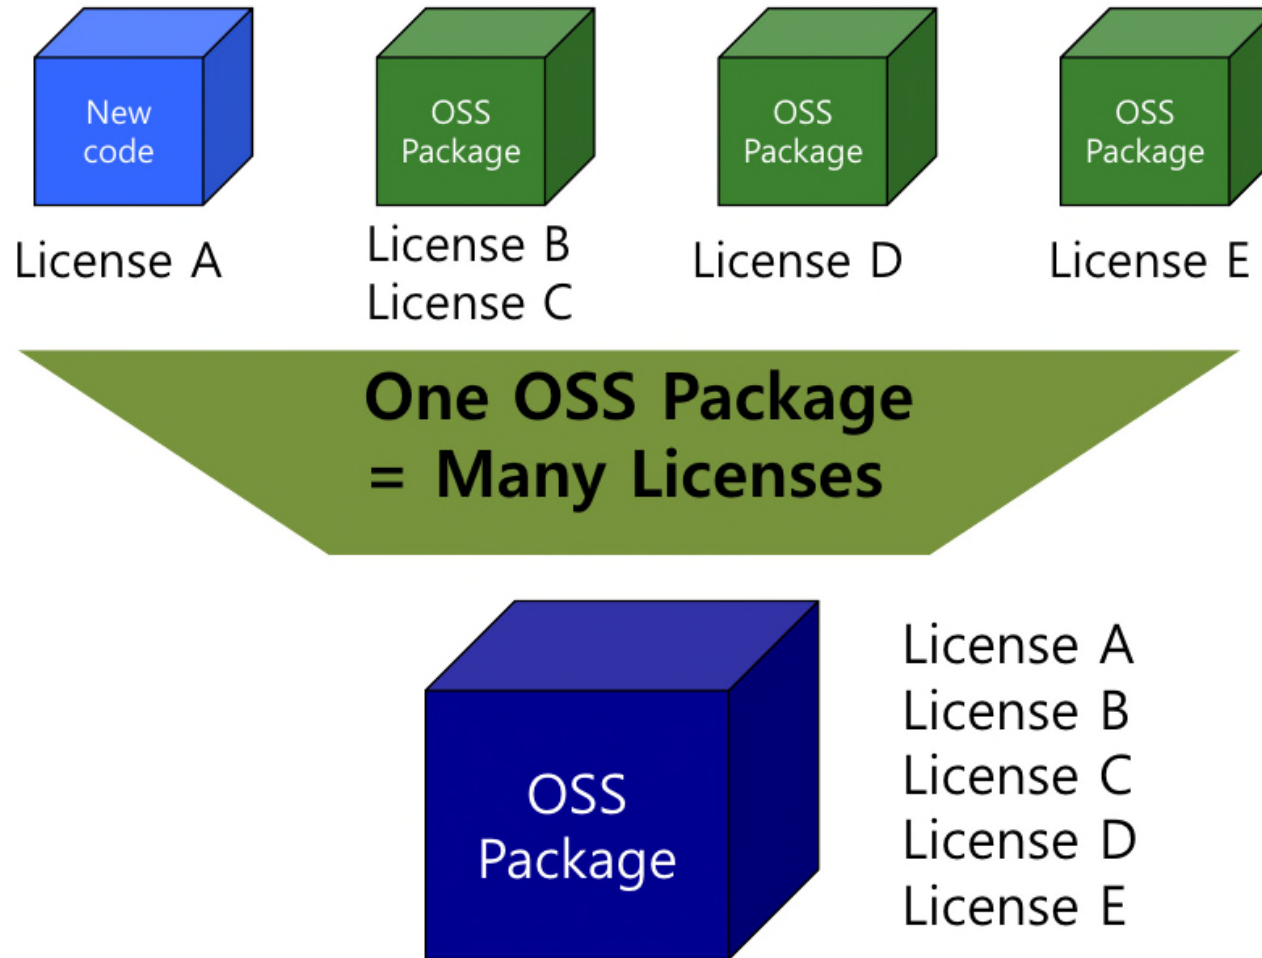 New
code
OSS
Package
OSS
Package
OSS
Package
License A
License B
License C
License D
License E
One OSS Package
= Many Licenses
OSS
Package
License A
License B
License C
License D
License E